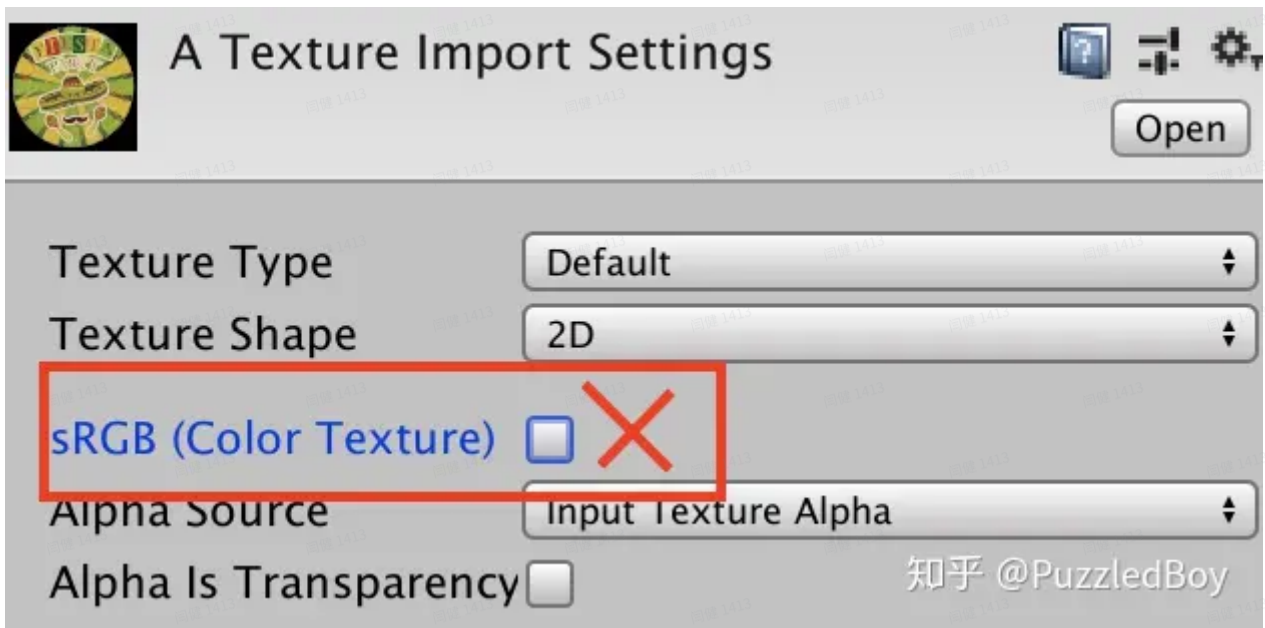 A Texture Import Settings
Open
Texture Type Default
Texture Shape 2D
sRGB (Color Texture)
Alpha Source Input Texture Alpha
Alpha Is Transparency
知乎 @PuzzledBoy